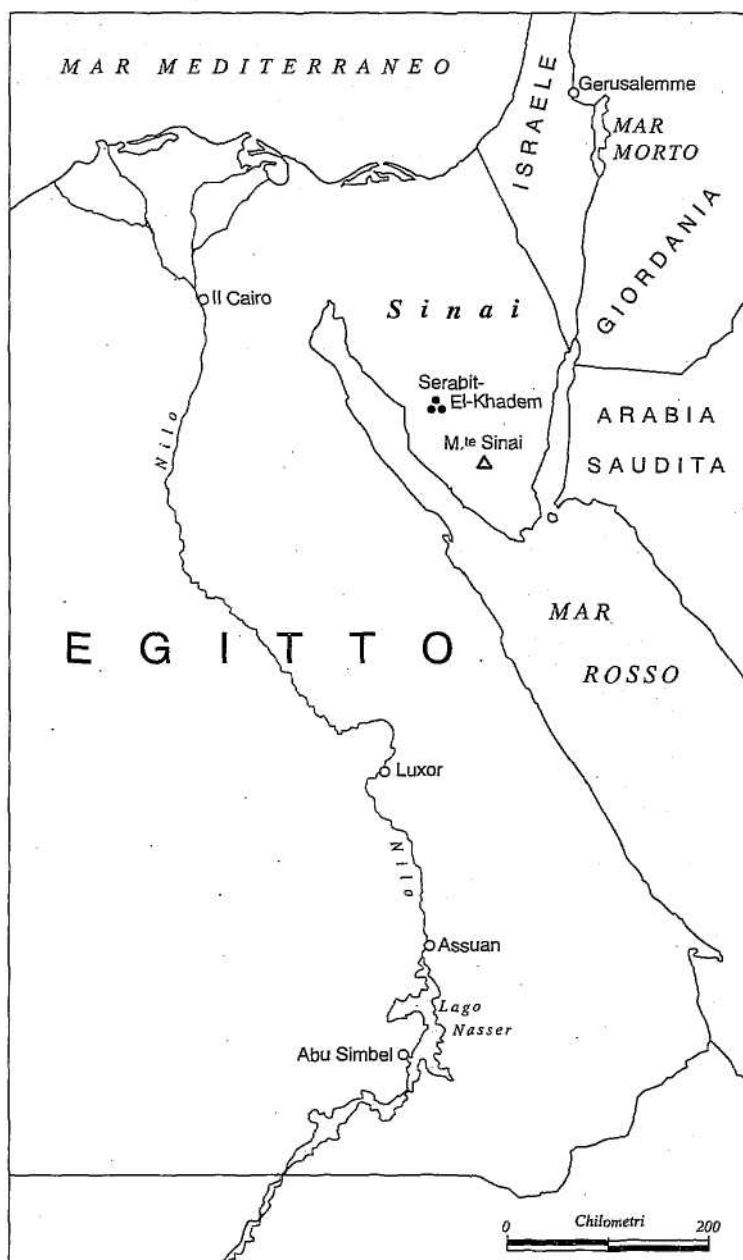 MAR MEDITERRANEO
Gerusalemme
ISRAELE
MAR
MORTO
GIORDANIA
Il Cairo
Sinai
Serabit-
El-Khadem
M.te Sinai
ARABIA
SAUDITA
Nilo
EGITTO
MAR
ROSSO
Luxor
Nilo
Assuan
Lago
Nasser
Abu Simbel
Chilometri
0 200